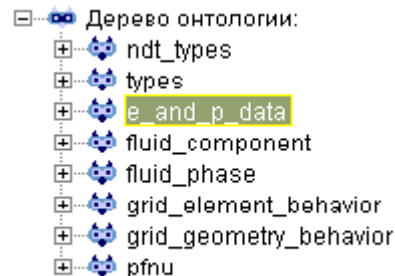 Дерево онтологии:
ndt_types
types
e_and_p_data
fluid_component
fluid_phase
grid_element_behavior
grid_geometry_behavior
pfnu